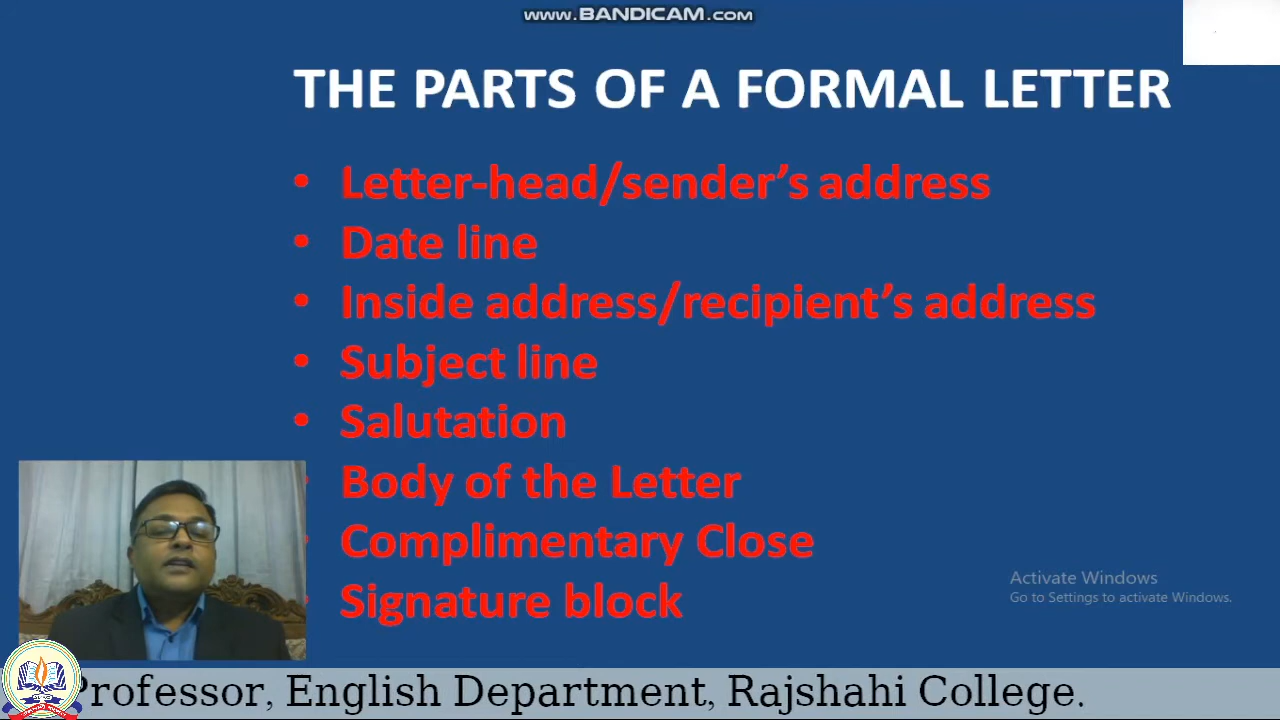 www.BANDICAM.com
THE PARTS OF A FORMAL LETTER
• Letter-head/sender’s address
• Date line
• Inside address/recipient’s address
• Subject line
• Salutation
Body of the Letter
Complimentary Close
Signature block
Activate Windows
Go to Settings to activate Windows.
Professor, English Department, Rajshahi College.